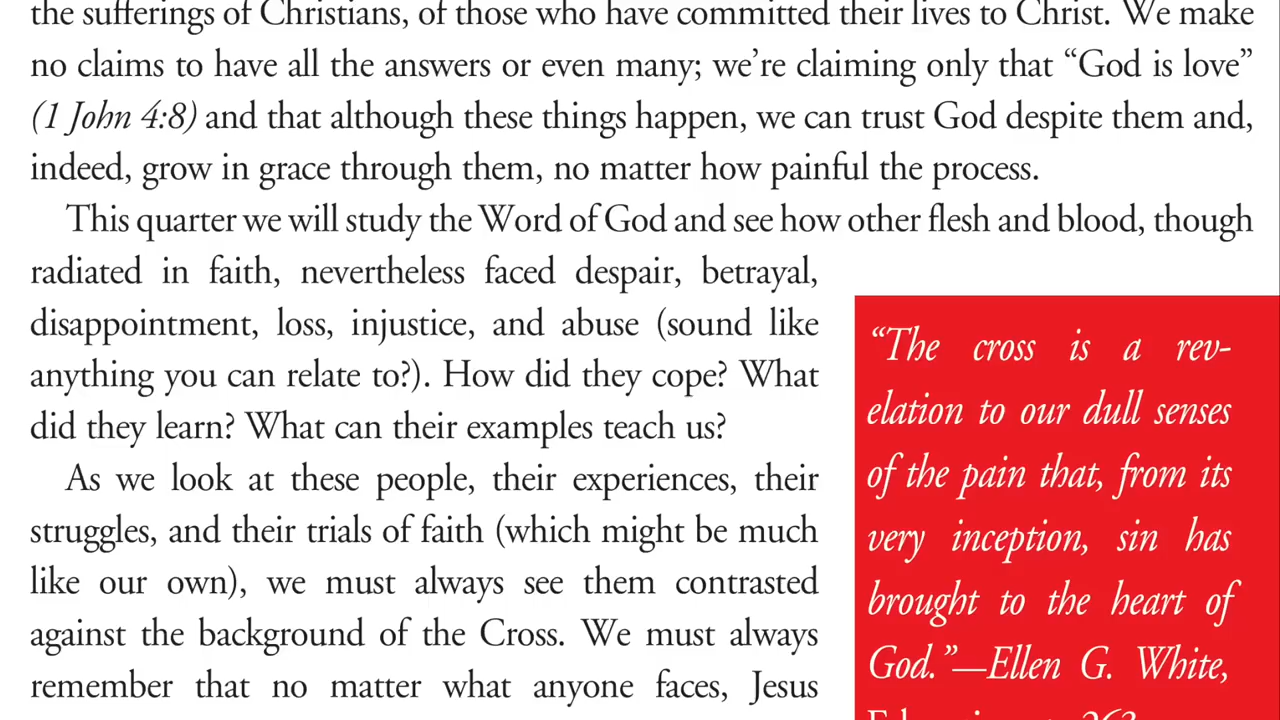 the sufferings of Christians, of those who have committed their lives to Christ. We make
no claims to have all the answers or even many; we’re claiming only that “God is love”
(1 John 4:8) and that although these things happen, we can trust God despite them and,
indeed, grow in grace through them, no matter how painful the process.
This quarter we will study the Word of God and see how other flesh and blood, though
radiated in faith, nevertheless faced despair, betrayal,
disappointment, loss, injustice, and abuse (sound like
anything you can relate to?). How did they cope? What
did they learn? What can their examples teach us?
As we look at these people, their experiences, their
struggles, and their trials of faith (which might be much
like our own), we must always see them contrasted
against the background of the Cross. We must always
remember that no matter what anyone faces, Jesus
“The cross is a rev-
elation to our dull senses
of the pain that, from its
very inception, sin has
brought to the heart of
God.”—Ellen G. White,